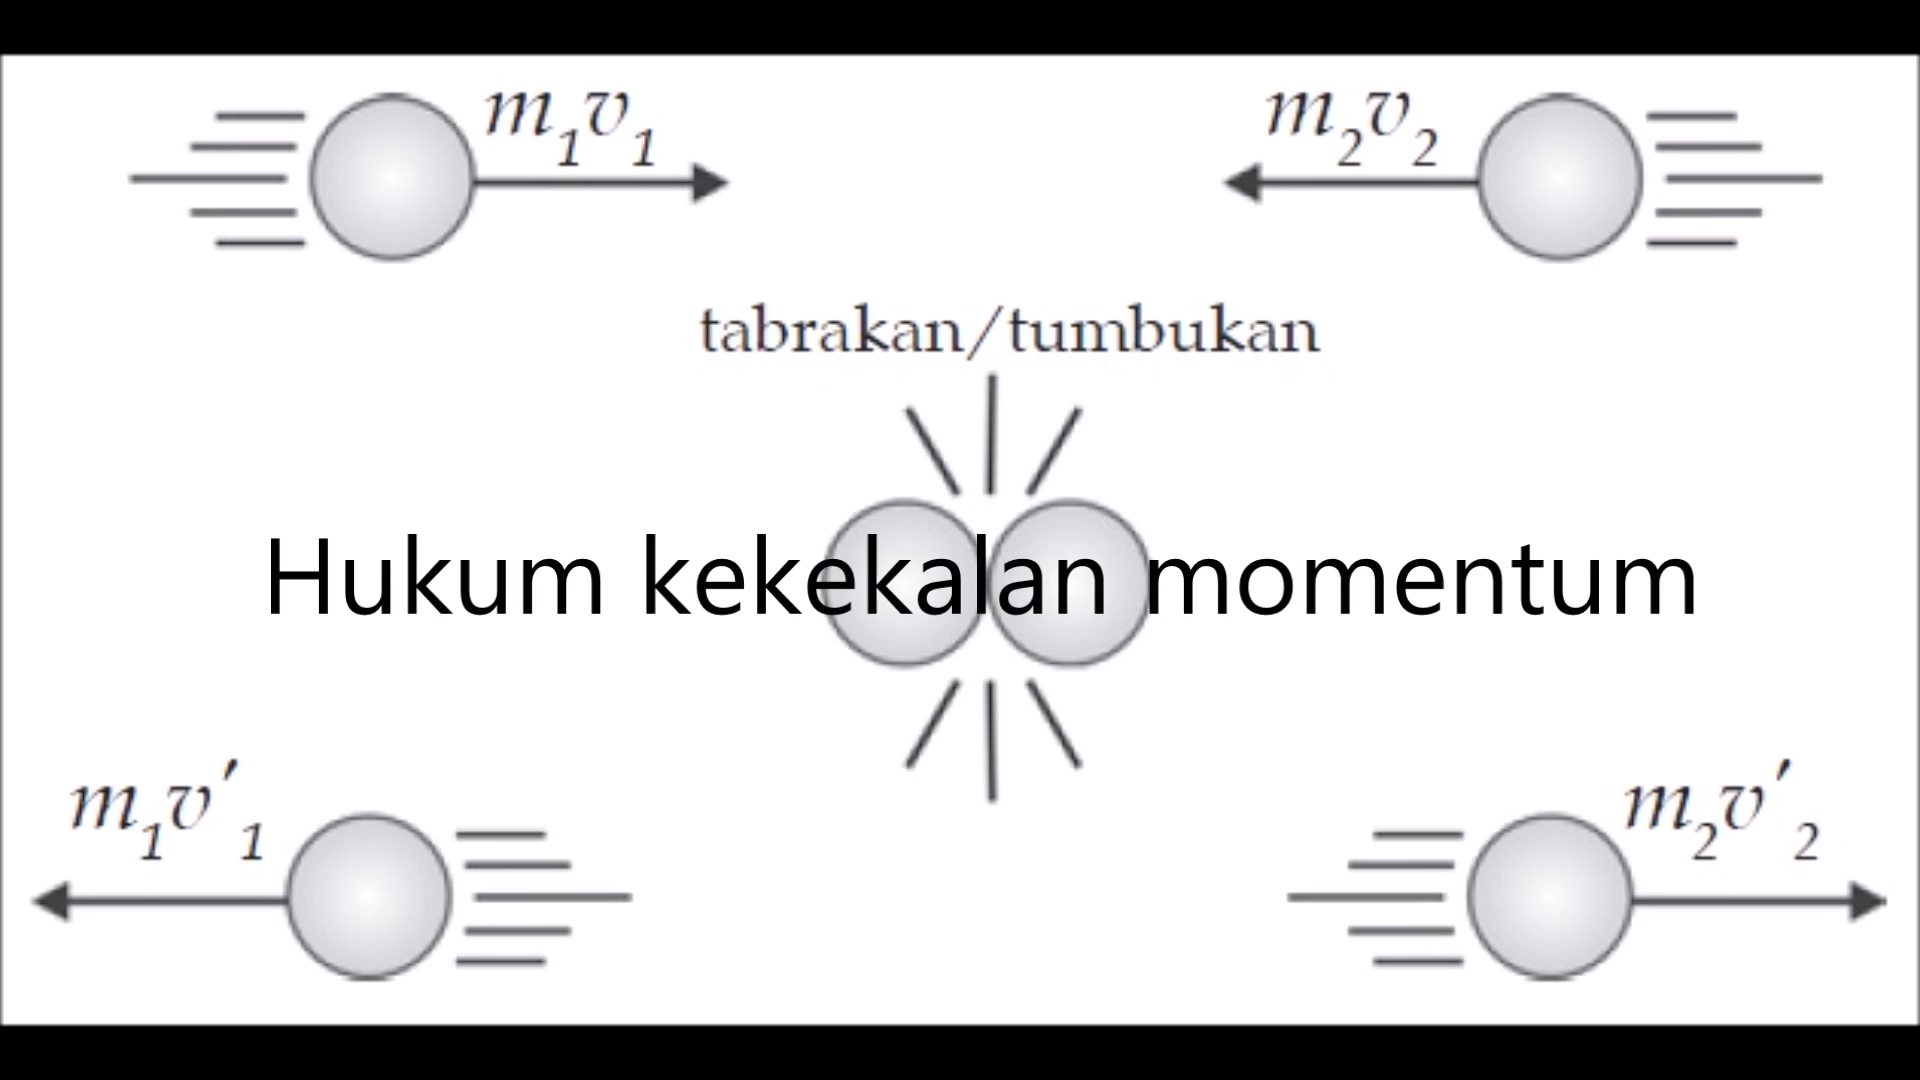 m₁v₁
m₂v₂
tabrakan/tumbukan
Hukum kekekalan momentum
m₁v′₁
m₂v′₂